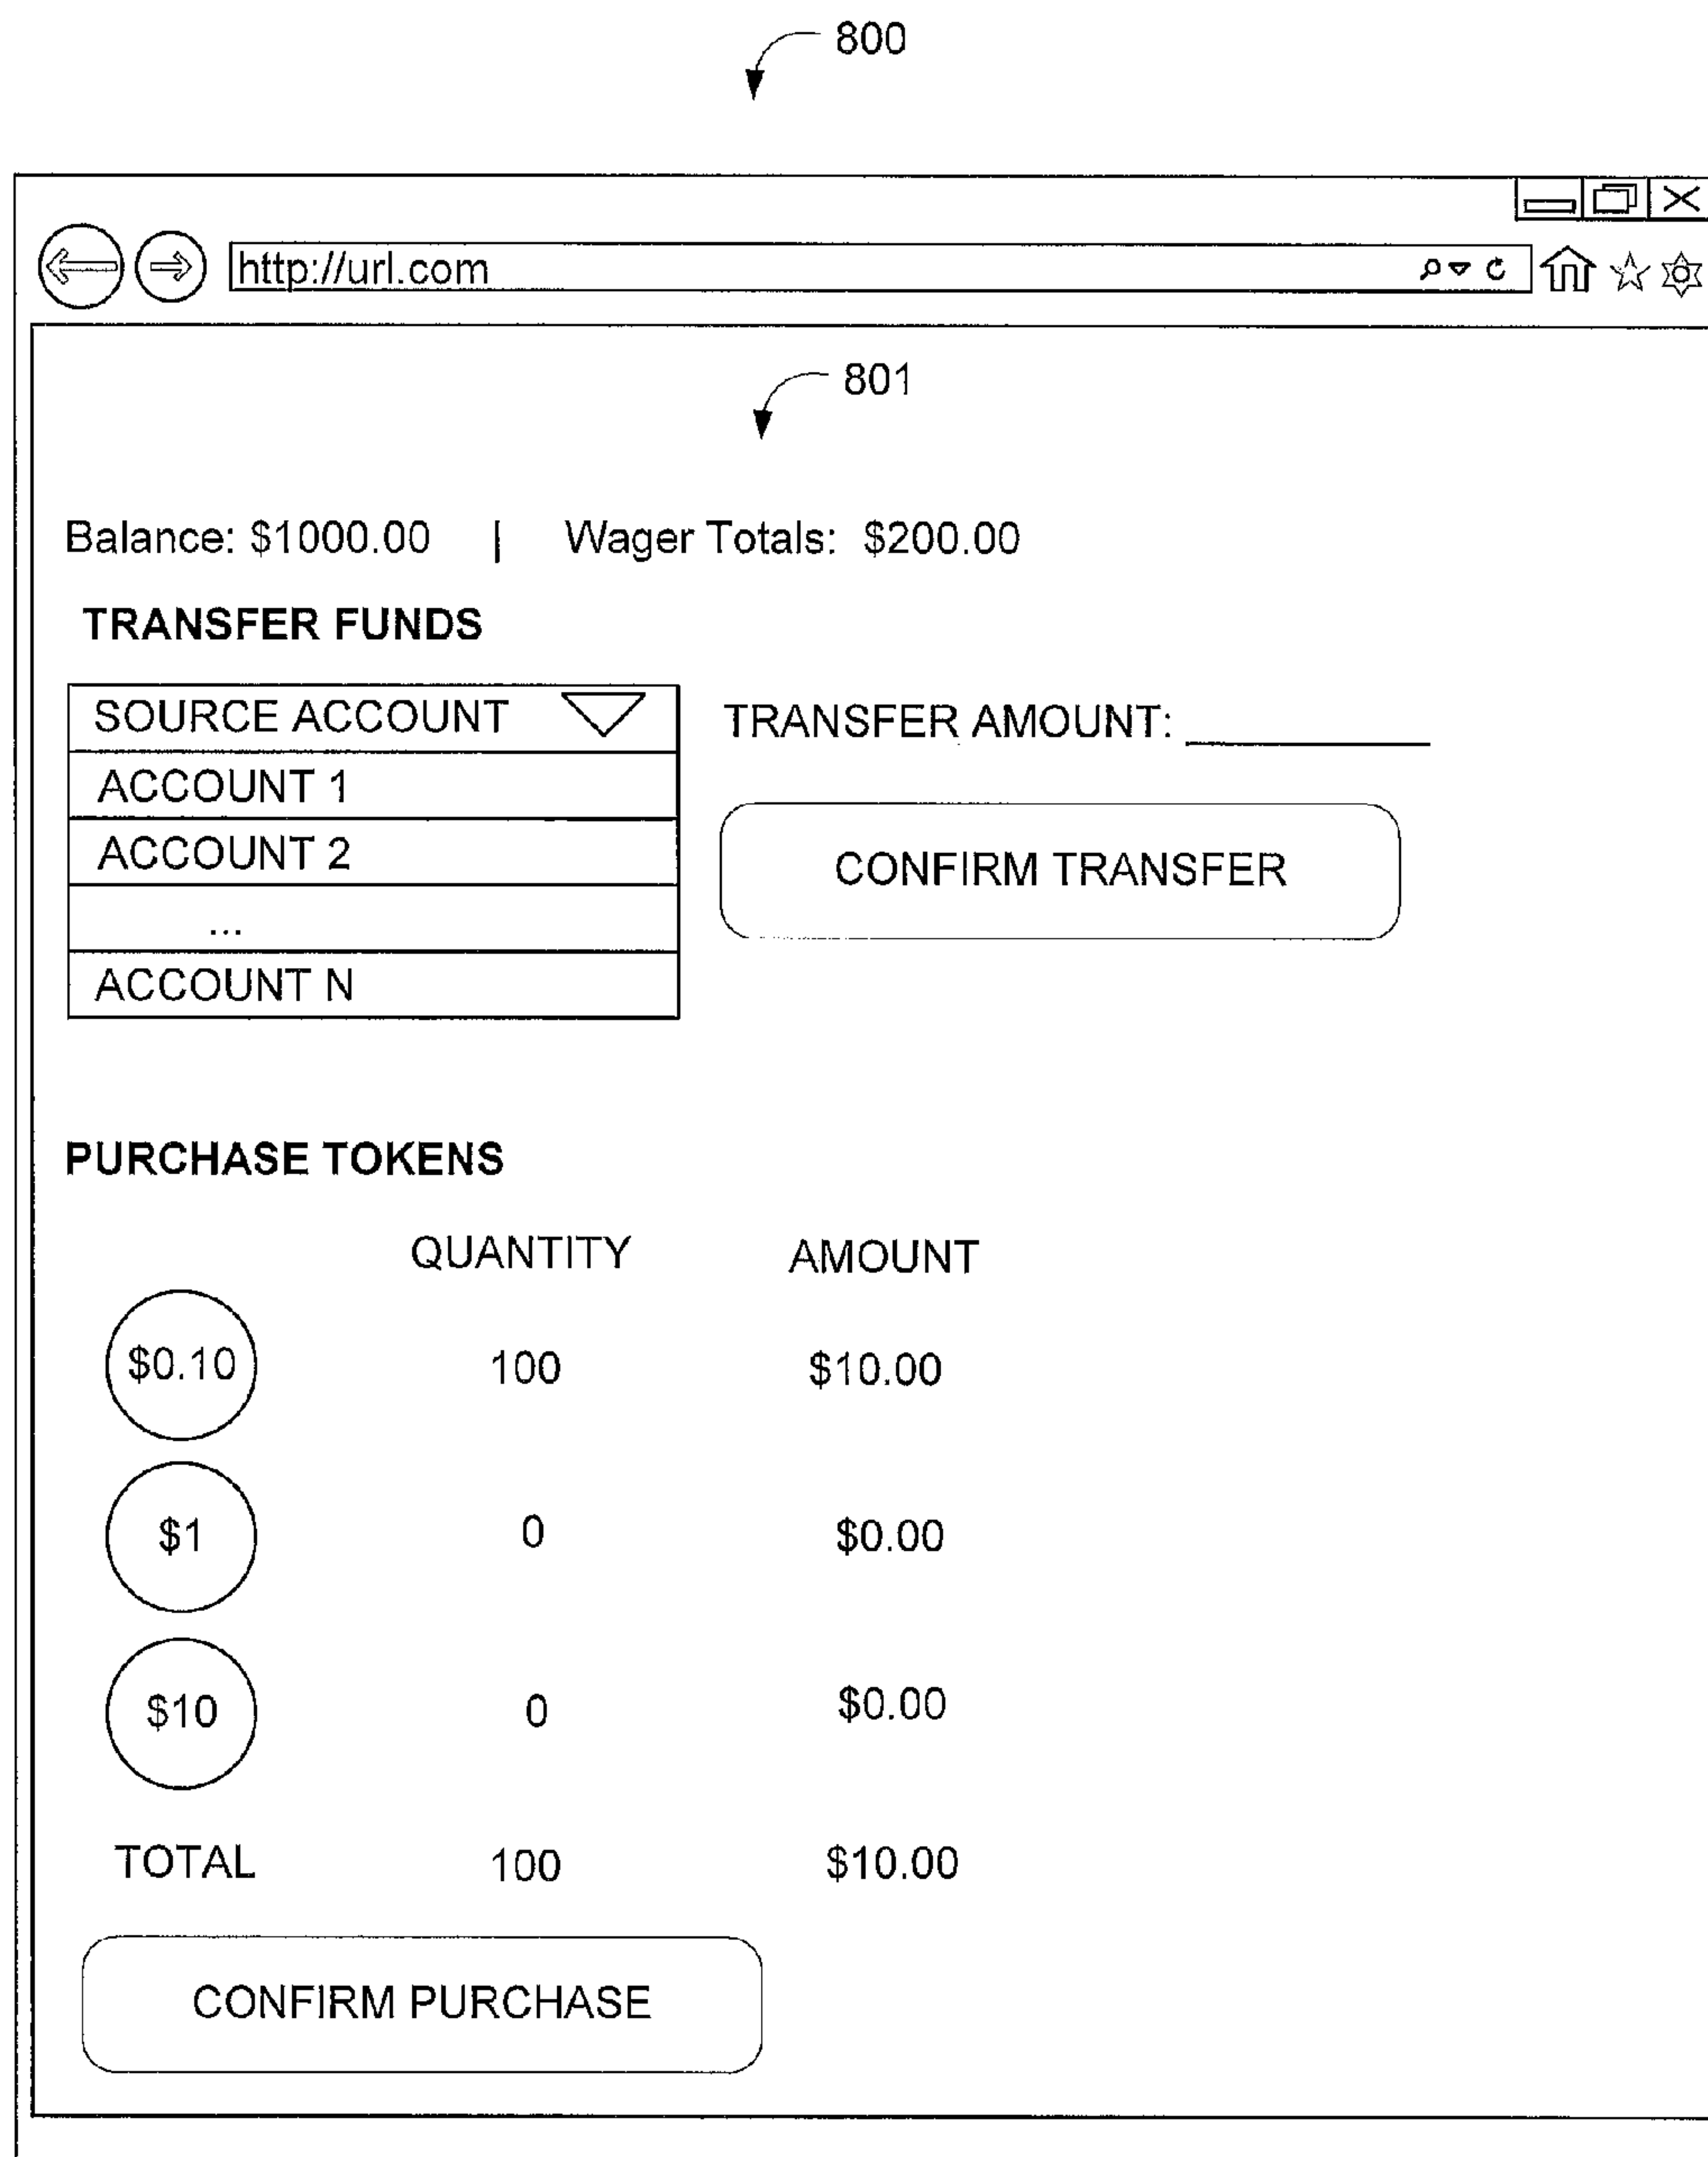 800
http://url.com
801
Balance: $1000.00 | Wager Totals: $200.00
TRANSFER FUNDS
SOURCE ACCOUNT
TRANSFER AMOUNT: ________
ACCOUNT 1
ACCOUNT 2
CONFIRM TRANSFER
...
ACCOUNT N
PURCHASE TOKENS
QUANTITY AMOUNT
$0.10 100 $10.00
$1 0 $0.00
$10 0 $0.00
TOTAL 100 $10.00
CONFIRM PURCHASE